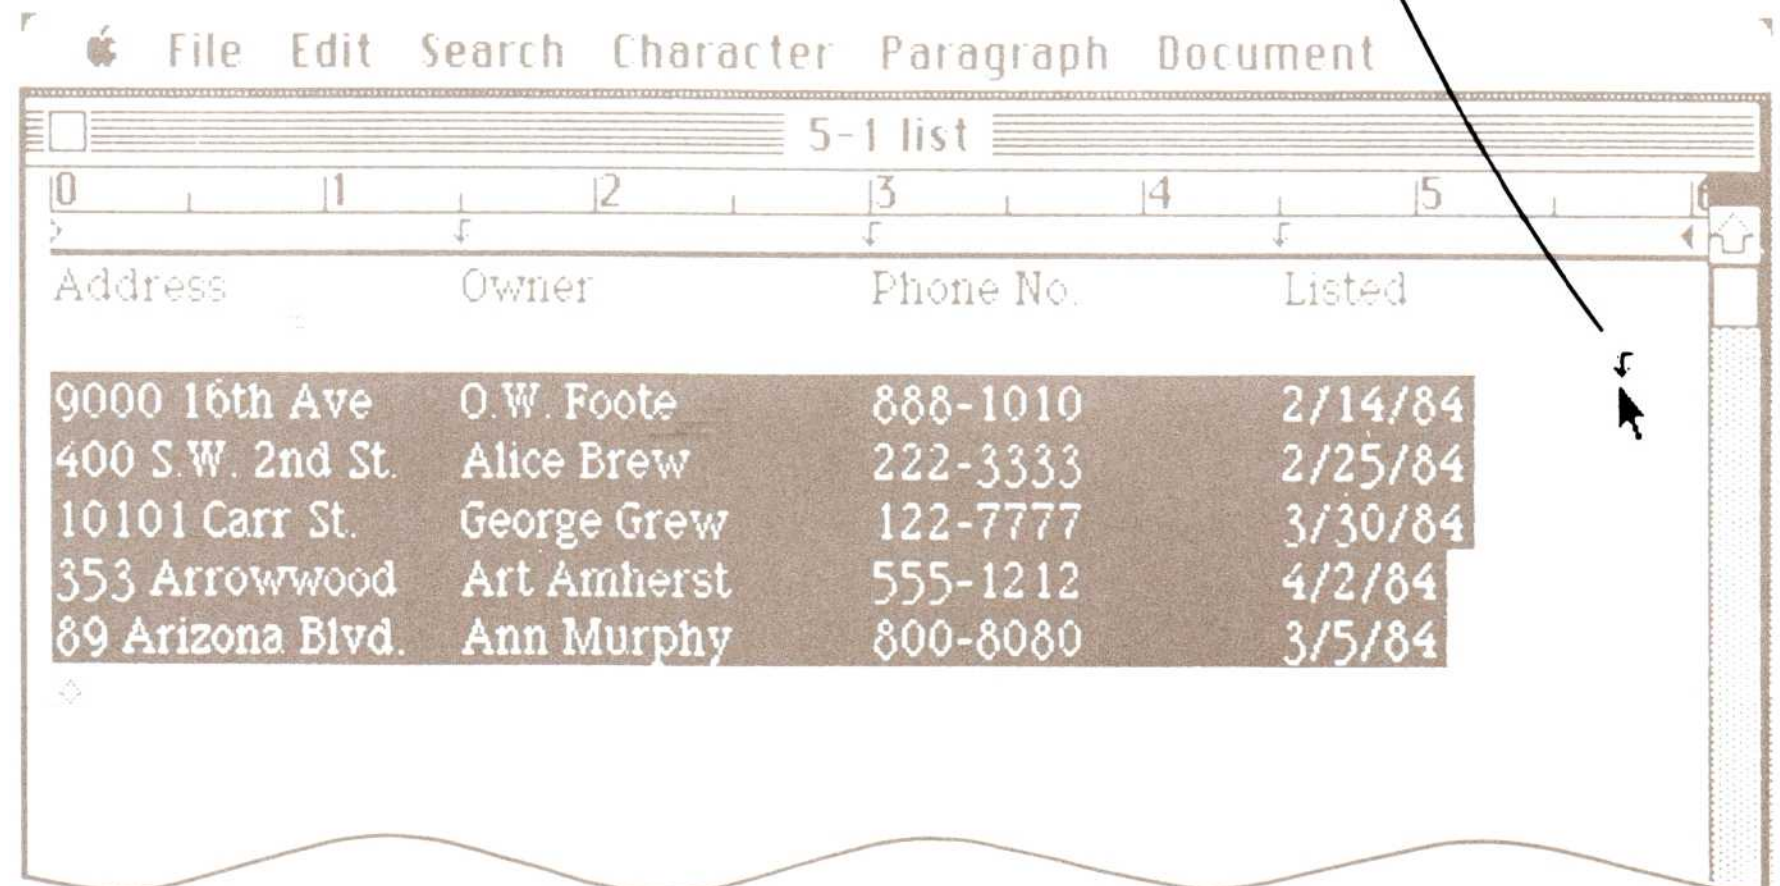 File Edit Search Character Paragraph Document
5-1 list
0 1 2 3 4 5 6
Address Owner Phone No. Listed
9000 16th Ave O.W. Foote 888-1010 2/14/84
400 S.W. 2nd St. Alice Brew 222-3333 2/25/84
10101 Carr St. George Grew 122-7777 3/30/84
353 Arrowwood Art Amherst 555-1212 4/2/84
89 Arizona Blvd. Ann Murphy 800-8080 3/5/84